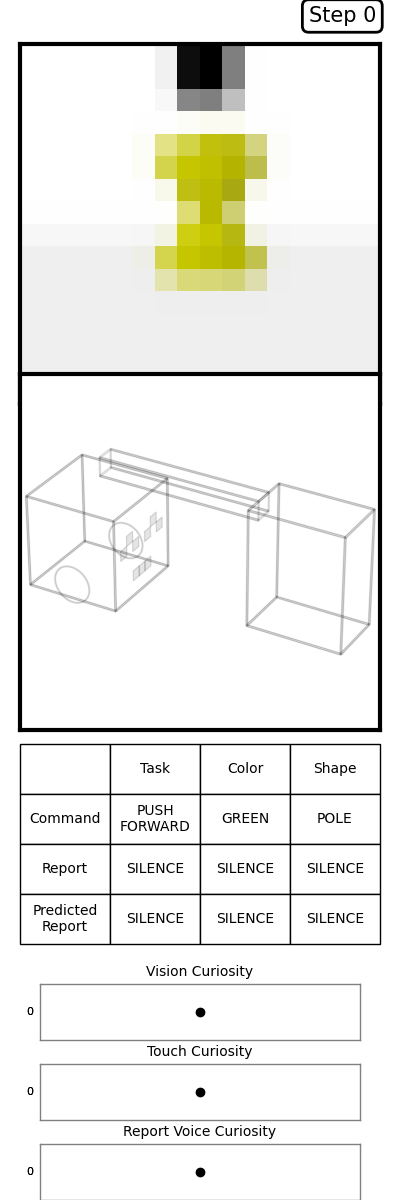 Step 0
Task Color Shape
Command PUSH FORWARD GREEN POLE
Report SILENCE SILENCE SILENCE
Predicted Report SILENCE SILENCE SILENCE
Vision Curiosity
0
Touch Curiosity
0
Report Voice Curiosity
0